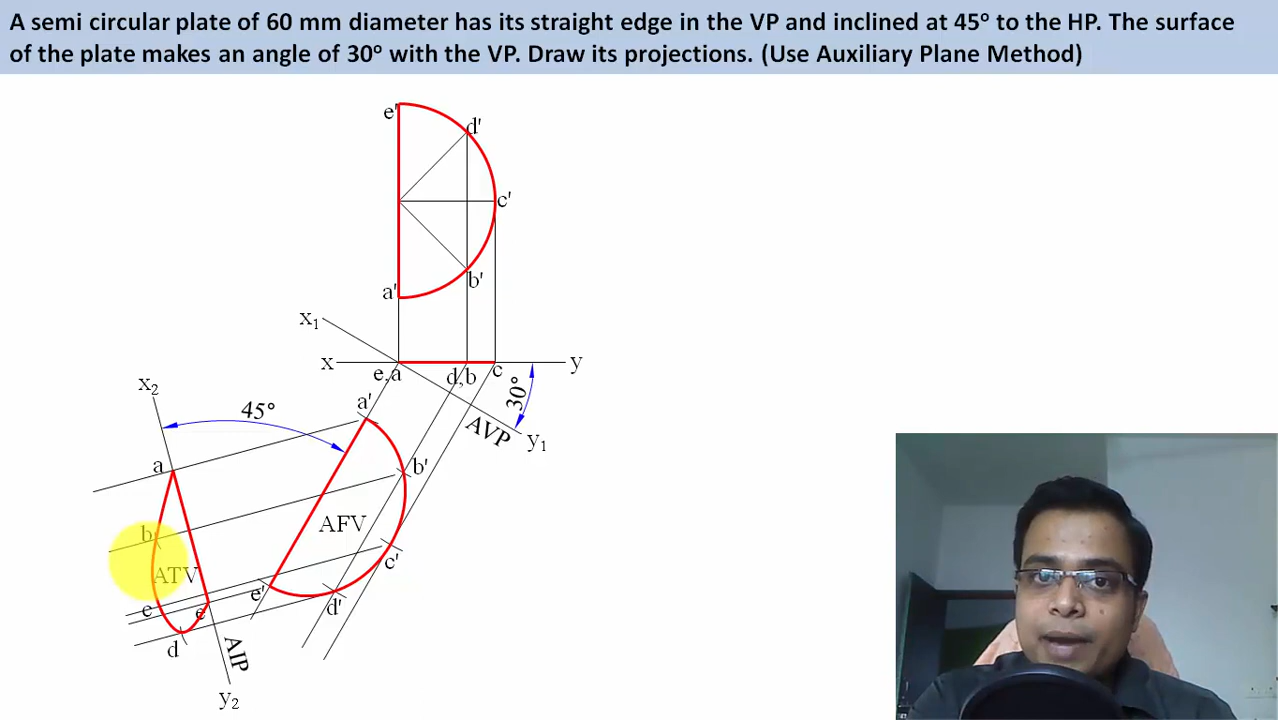 A semi circular plate of 60 mm diameter has its straight edge in the VP and inclined at 45º to the HP. The surface
of the plate makes an angle of 30º with the VP. Draw its projections. (Use Auxiliary Plane Method)
e'
d'
c'
b'
a'
x₁
x
y
e,a
d,b
c
30°
AVP
y₁
x₂
45°
a'
b'
a
AFV
b
c'
ATV
e'
d'
e
e
d
AIP
y₂